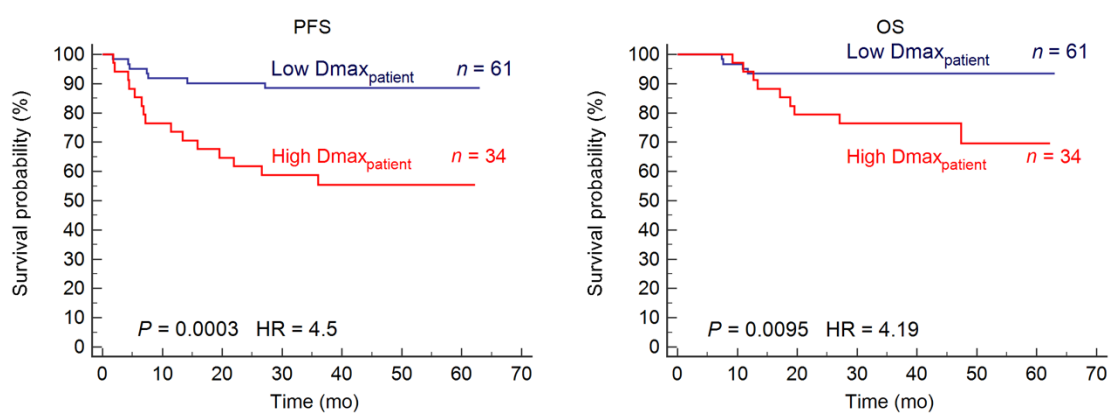 PFS
Survival probability (%)
100
90
80
70
60
50
40
30
20
10
0
Low Dmaxpatient n = 61
High Dmaxpatient n = 34
P = 0.0003 HR = 4.5
0 10 20 30 40 50 60 70
Time (mo)
OS
Survival probability (%)
100
90
80
70
60
50
40
30
20
10
0
Low Dmaxpatient n = 61
High Dmaxpatient n = 34
P = 0.0095 HR = 4.19
0 10 20 30 40 50 60 70
Time (mo)